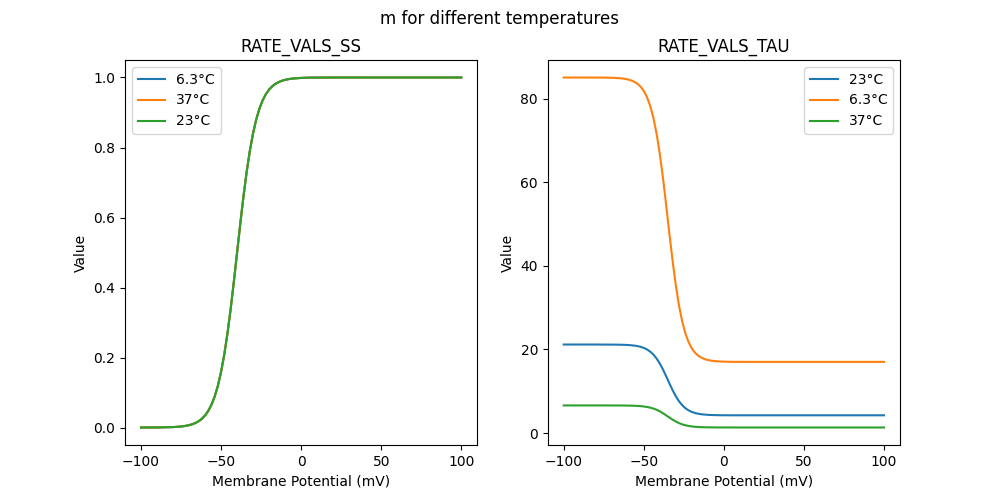 m for different temperatures
RATE_VALS_SS
6.3°C
37°C
23°C
1.0
0.8
0.6
0.4
0.2
0.0
Value
−100
−50
0
50
100
Membrane Potential (mV)
RATE_VALS_TAU
23°C
6.3°C
37°C
80
60
40
20
0
Value
−100
−50
0
50
100
Membrane Potential (mV)